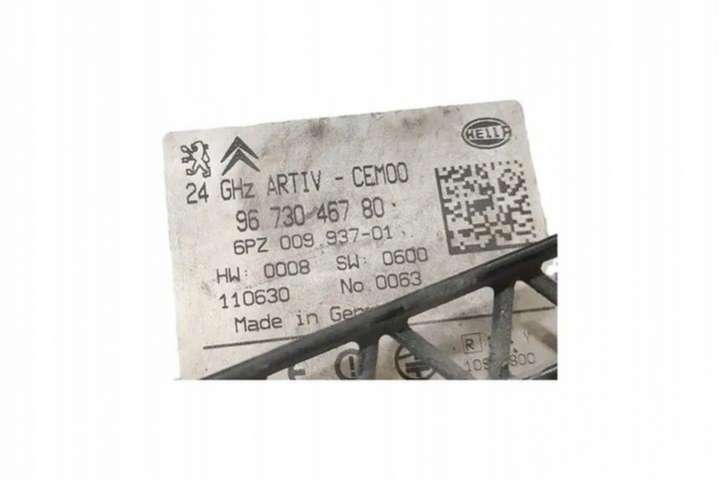 HELLA
24 GHz ARTIV - CEM00
96 730 467 80
6PZ 009 937-01
HW: 0008 SW: 0600
110630 No 0063
Made in
R